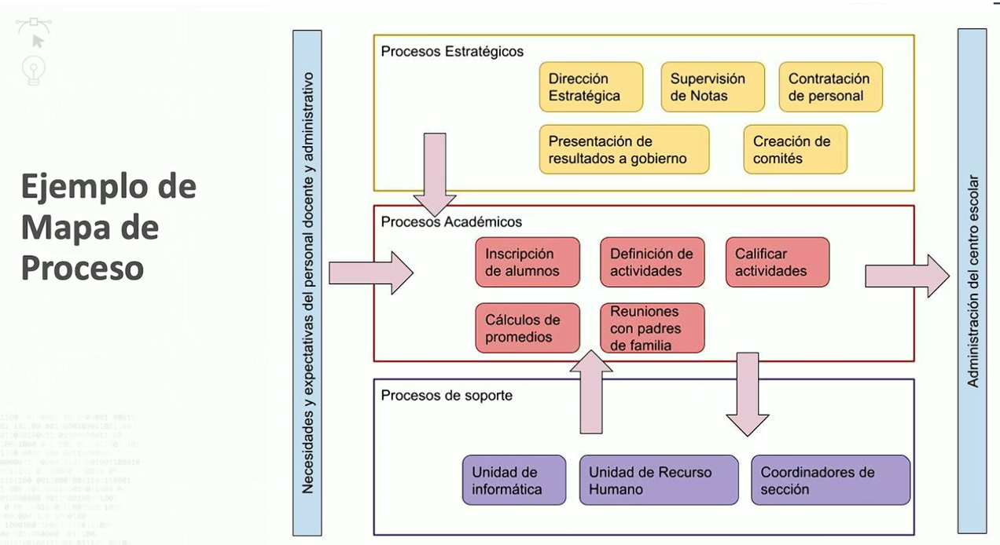 Ejemplo de
Mapa de
Proceso
Necesidades y expectativas del personal docente y administrativo
Procesos Estratégicos
Dirección
Estratégica
Supervisión
de Notas
Contratación
de personal
Presentación de
resultados a gobierno
Creación de
comités
Procesos Académicos
Inscripción
de alumnos
Definición de
actividades
Calificar
actividades
Cálculos de
promedios
Reuniones
con padres
de familia
Procesos de soporte
Unidad de
informática
Unidad de Recurso
Humano
Coordinadores de
sección
Administración del centro escolar